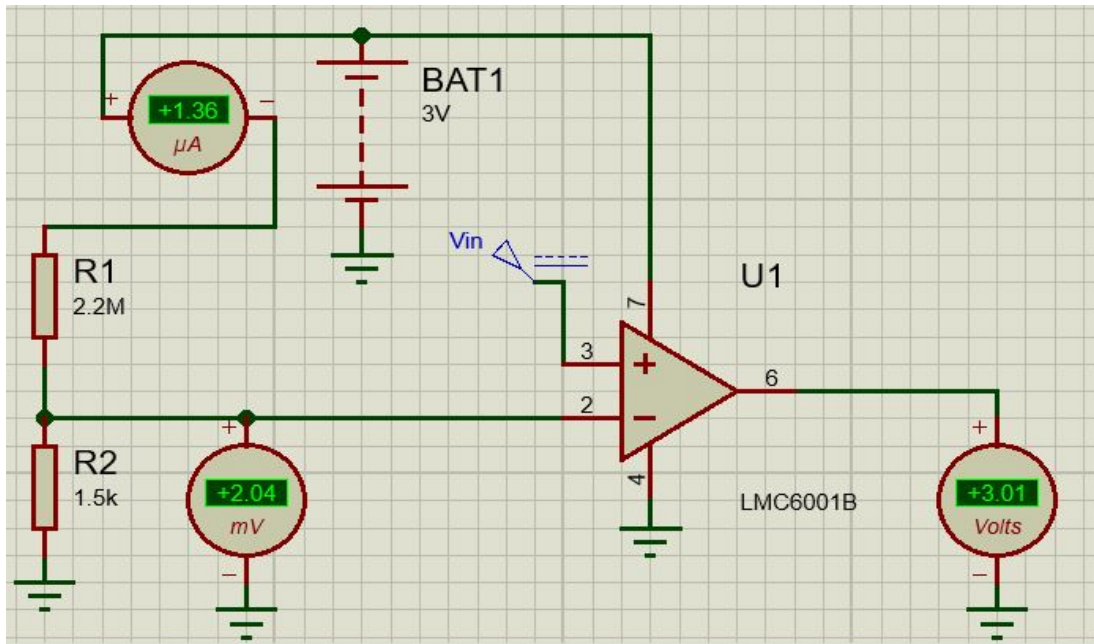 BAT1
3V
+
+1.36
−
µA
Vin
R1
2.2M
U1
7
3
+
6
2
−
+
R2
1.5k
+2.04
mV
−
4
LMC6001B
+
+3.01
Volts
−